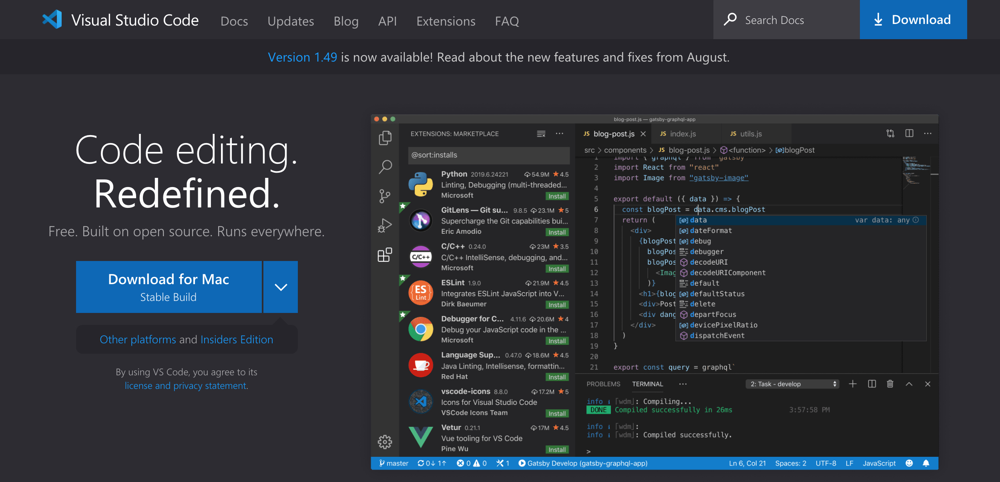 Visual Studio Code Docs Updates Blog API Extensions FAQ Search Docs Download
Version 1.49 is now available! Read about the new features and fixes from August.
Code editing.
Redefined.
Free. Built on open source. Runs everywhere.
Download for Mac
Stable Build
Other platforms and Insiders Edition
By using VS Code, you agree to its
license and privacy statement.
blog-post.js — gatsby-graphql-app
EXTENSIONS: MARKETPLACE
@sort:installs
Python 2019.6.24221 54.9M 4.5
Linting, Debugging (multi-threaded...
Microsoft Install
GitLens — Git su... 9.8.5 23.1M 5
Supercharge the Git capabilities bui...
Eric Amodio Install
C/C++
C/C++ 0.24.0 23M 3.5
C/C++ IntelliSense, debugging, and...
Microsoft Install
ES
Lint
ESLint 1.9.0 21.9M 4.5
Integrates ESLint JavaScript into V...
Dirk Baeumer Install
Debugger for C... 4.11.6 20.6M 4
Debug your JavaScript code in the ...
Microsoft Install
Language Sup... 0.47.0 18.6M 4.5
Java Linting, Intellisense, formattin...
Red Hat Install
vscode-icons 8.8.0 17.2M 5
Icons for Visual Studio Code
VSCode Icons Team Install
Vetur 0.21.1 17M 4.5
Vue tooling for VS Code
Pine Wu Install
JS blog-post.js JS index.js JS utils.js
src > components > JS blog-post.js > <function> > blogPost
1 import { graphql } from "gatsby"
2 import React from "react"
3 import Image from "gatsby-image"
4
5 export default ({ data }) => {
6 const blogPost = data.cms.blogPost
7 return (
8 <div>
9 {blogPost
10 blogPos
11 blogPos
12 <Imag
13 )}
14 <h1>{blog
15 <div>Post
16 <div dang
17 </div>
18 )
19 }
20
21 export const query = graphql`
data var data: any
dateFormat
debug
debugger
decodeURI
decodeURIComponent
default
defaultStatus
delete
departFocus
devicePixelRatio
dispatchEvent
PROBLEMS TERMINAL ... 2: Task - develop
info i ｢wdm｣: Compiling...
DONE Compiled successfully in 26ms 3:57:58 PM
info i ｢wdm｣:
info i ｢wdm｣: Compiled successfully.
>
master 0↓ 1↑ 0 0 1 Gatsby Develop (gatsby-graphql-app) Ln 6, Col 21 Spaces: 2 UTF-8 LF JavaScript